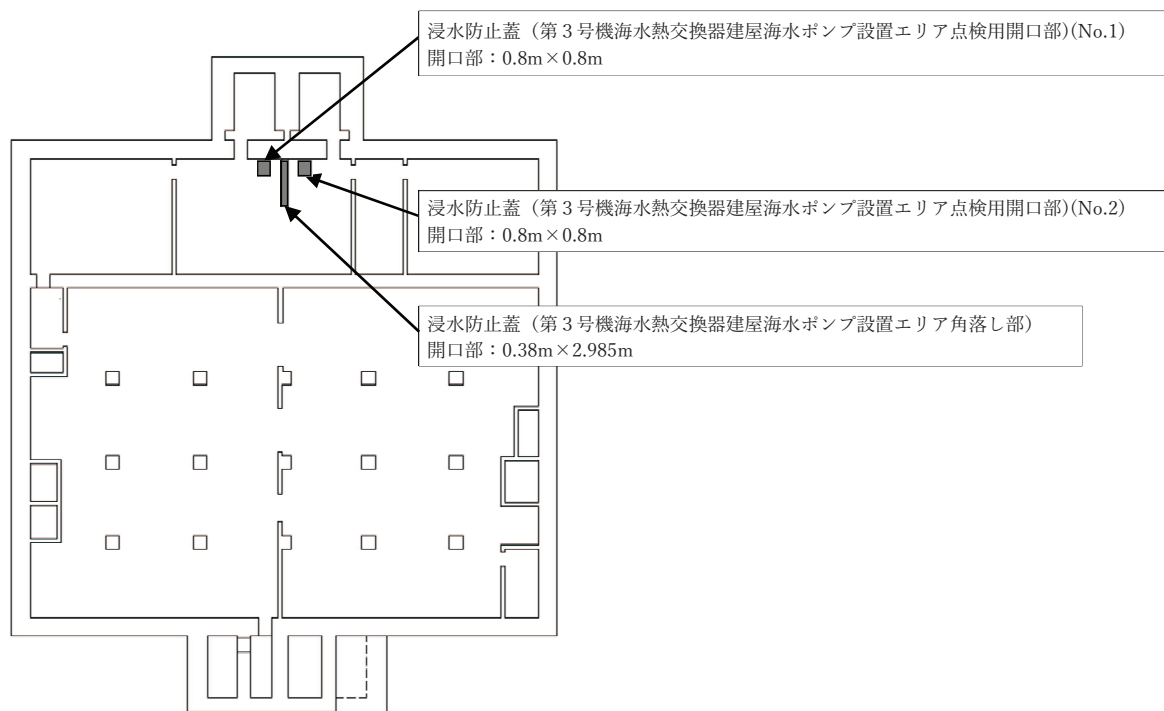 浸水防止蓋（第３号機海水熱交換器建屋海水ポンプ設置エリア点検用開口部)(No.1)
開口部：0.8m×0.8m
浸水防止蓋（第３号機海水熱交換器建屋海水ポンプ設置エリア点検用開口部)(No.2)
開口部：0.8m×0.8m
浸水防止蓋（第３号機海水熱交換器建屋海水ポンプ設置エリア角落し部）
開口部：0.38m×2.985m